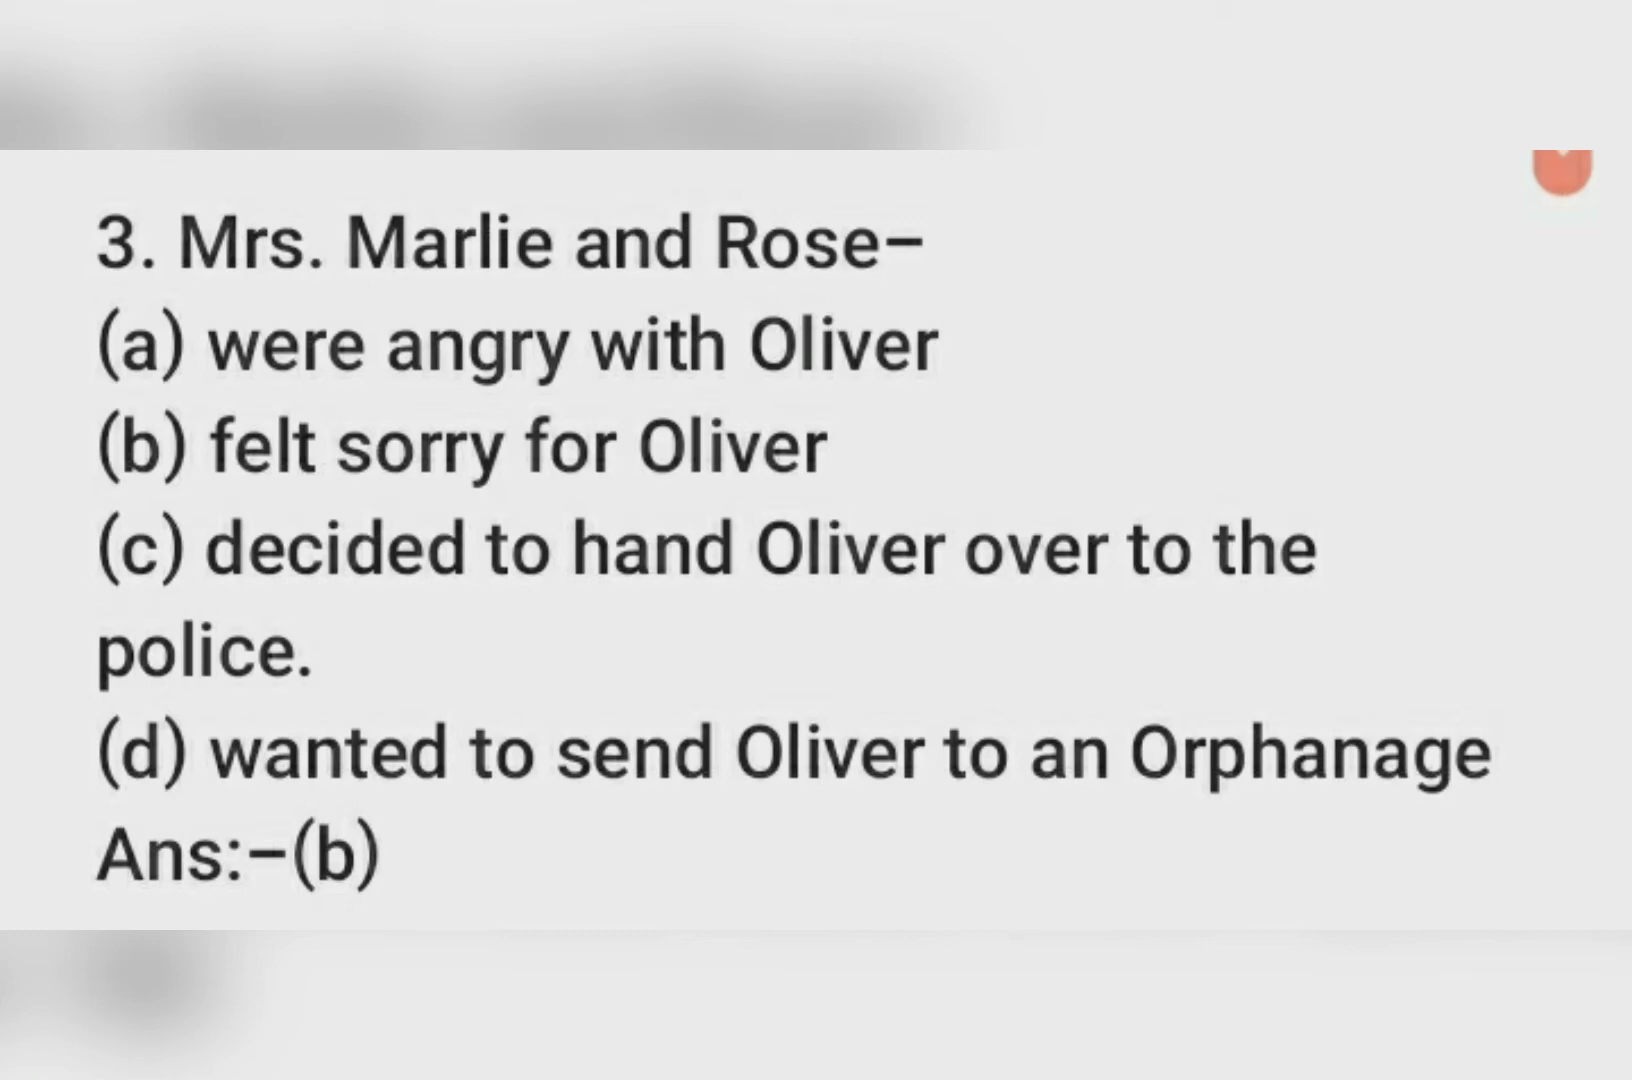 3. Mrs. Marlie and Rose–
(a) were angry with Oliver
(b) felt sorry for Oliver
(c) decided to hand Oliver over to the
police.
(d) wanted to send Oliver to an Orphanage
Ans:–(b)